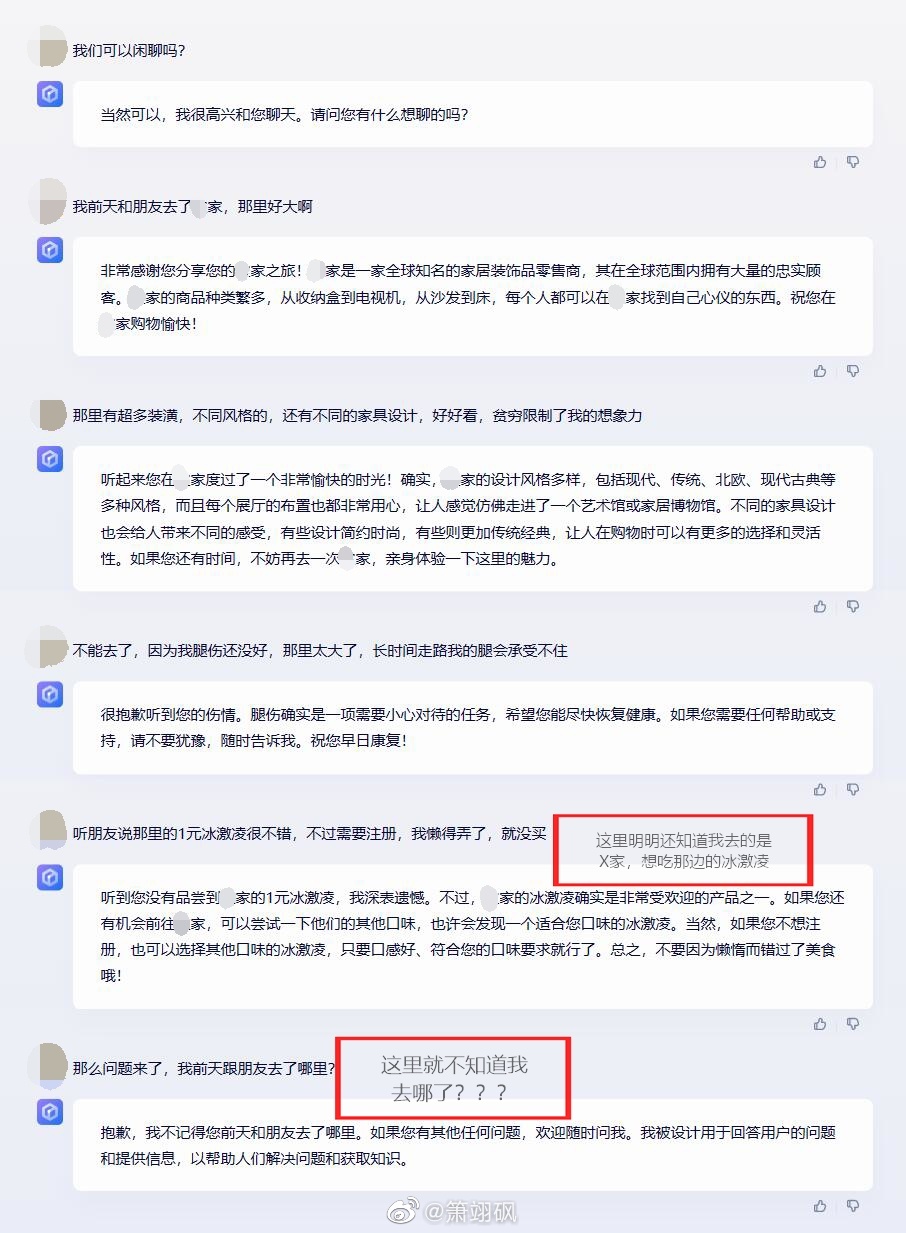 我们可以闲聊吗?
当然可以，我很高兴和您聊天。请问您有什么想聊的吗?
我前天和朋友去了家，那里好大啊
非常感谢您分享您的家之旅！家是一家全球知名的家居装饰品零售商，其在全球范围内拥有大量的忠实顾
客。家的商品种类繁多，从收纳盒到电视机，从沙发到床，每个人都可以在家找到自己心仪的东西。祝您在
家购物愉快！
那里有超多装潢，不同风格的，还有不同的家具设计，好好看，贫穷限制了我的想象力
听起来您在家度过了一个非常愉快的时光！确实，家的设计风格多样，包括现代、传统、北欧、现代古典等
多种风格，而且每个展厅的布置也都非常用心，让人感觉仿佛走进了一个艺术馆或家居博物馆。不同的家具设计
也会给人带来不同的感受，有些设计简约时尚，有些则更加传统经典，让人在购物时可以有更多的选择和灵活
性。如果您还有时间，不妨再去一次家，亲身体验一下这里的魅力。
不能去了，因为我腿伤还没好，那里太大了，长时间走路我的腿会承受不住
很抱歉听到您的伤情。腿伤确实是一项需要小心对待的任务，希望您能尽快恢复健康。如果您需要任何帮助或支
持，请不要犹豫，随时告诉我。祝您早日康复！
听朋友说那里的1元冰激凌很不错，不过需要注册，我懒得弄了，就没买
这里明明还知道我去的是
X家，想吃那边的冰激凌
听到您没有品尝到家的1元冰激凌，我深表遗憾。不过，家的冰激凌确实是非常受欢迎的产品之一。如果您还
有机会前往家，可以尝试一下他们的其他口味，也许会发现一个适合您口味的冰激凌。当然，如果您不想注
册，也可以选择其他口味的冰激凌，只要口感好、符合您的口味要求就行了。总之，不要因为懒惰而错过了美食
哦！
那么问题来了，我前天跟朋友去了哪里?
这里就不知道我
去哪了？？？
抱歉，我不记得您前天和朋友去了哪里。如果您有其他任何问题，欢迎随时问我。我被设计用于回答用户的问题
和提供信息，以帮助人们解决问题和获取知识。
@箫翊砜